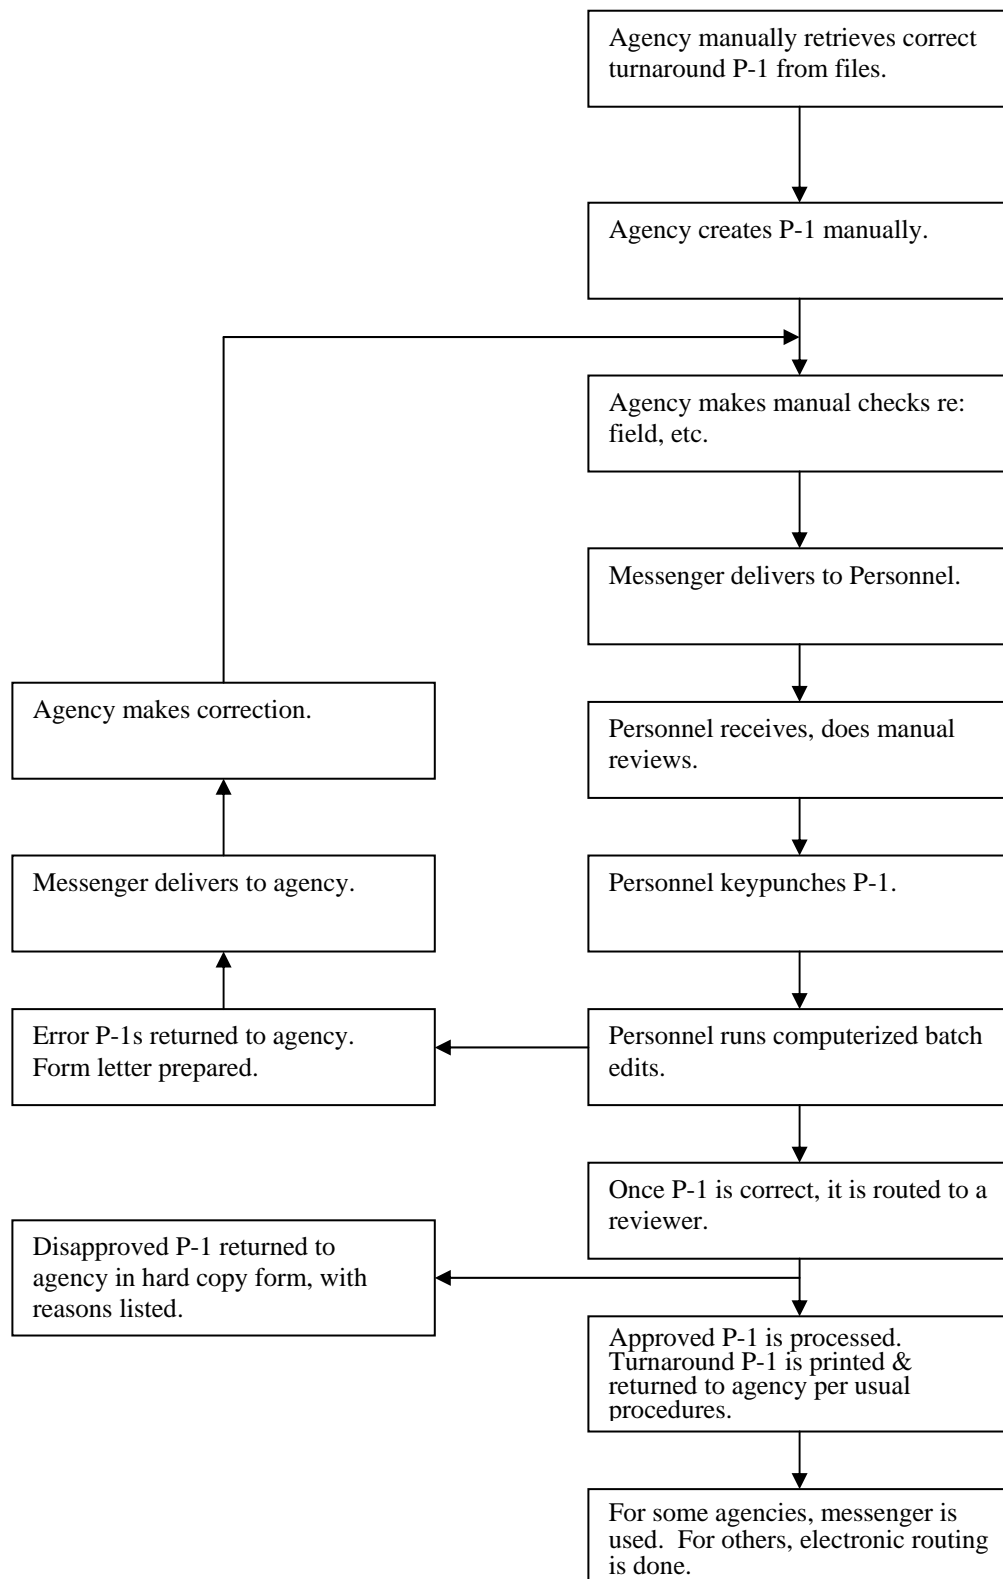 Agency manually retrieves correct
turnaround P-1 from files.
Agency creates P-1 manually.
Agency makes manual checks re:
field, etc.
Messenger delivers to Personnel.
Agency makes correction.
Personnel receives, does manual
reviews.
Messenger delivers to agency.
Personnel keypunches P-1.
Error P-1s returned to agency.
Form letter prepared.
Personnel runs computerized batch
edits.
Once P-1 is correct, it is routed to a
reviewer.
Disapproved P-1 returned to
agency in hard copy form, with
reasons listed.
Approved P-1 is processed.
Turnaround P-1 is printed &
returned to agency per usual
procedures.
For some agencies, messenger is
used.  For others, electronic routing
is done.